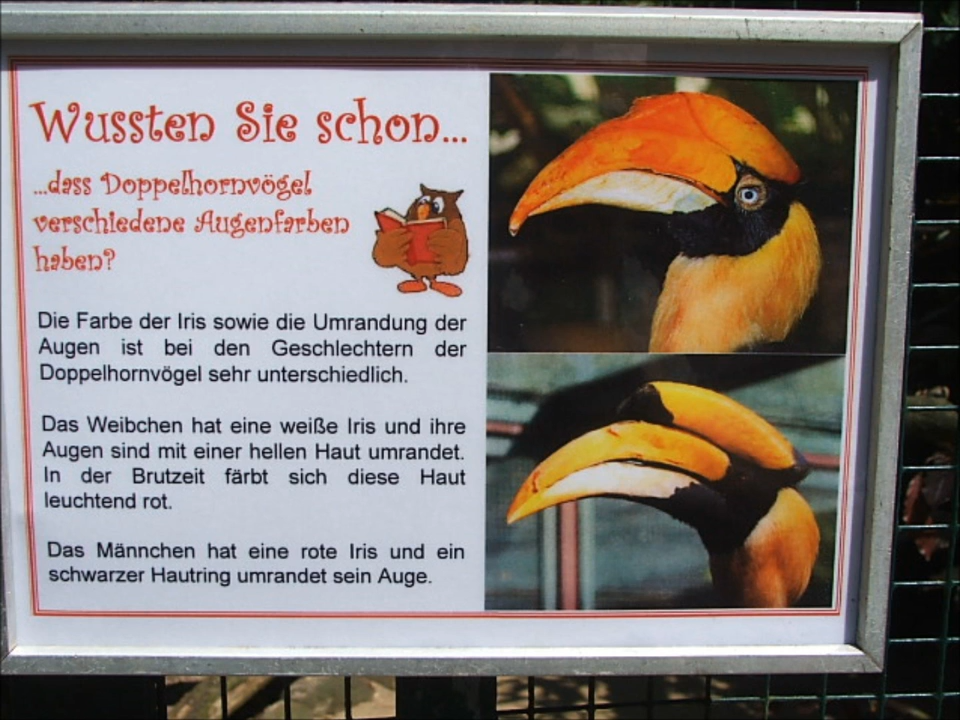 Wussten Sie schon...
...dass Doppelhornvögel
verschiedene Augenfarben
haben?
Die Farbe der Iris sowie die Umrandung der
Augen ist bei den Geschlechtern der
Doppelhornvögel sehr unterschiedlich.
Das Weibchen hat eine weiße Iris und ihre
Augen sind mit einer hellen Haut umrandet.
In der Brutzeit färbt sich diese Haut
leuchtend rot.
Das Männchen hat eine rote Iris und ein
schwarzer Hautring umrandet sein Auge.